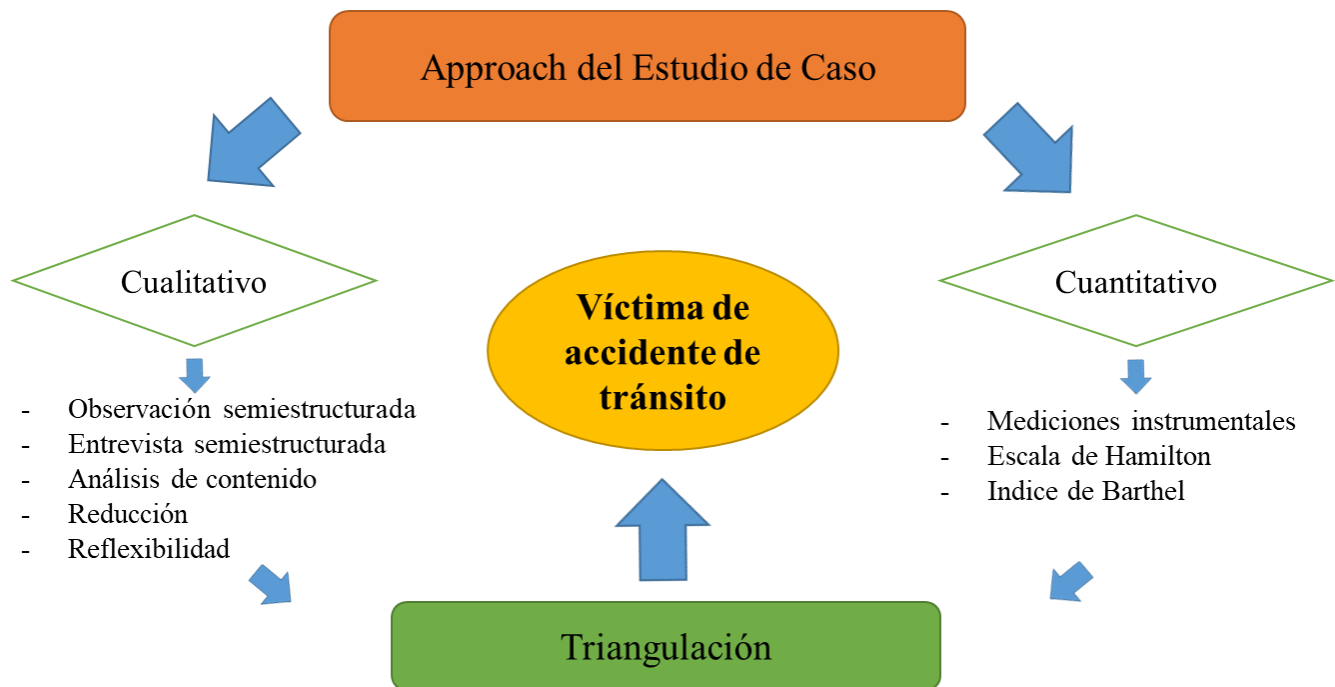 Approach del Estudio de Caso
Cualitativo
- Observación semiestructurada
- Entrevista semiestructurada
- Análisis de contenido
- Reducción
- Reflexibilidad
Víctima de
accidente de
tránsito
Cuantitativo
- Mediciones instrumentales
- Escala de Hamilton
- Indice de Barthel
Triangulación